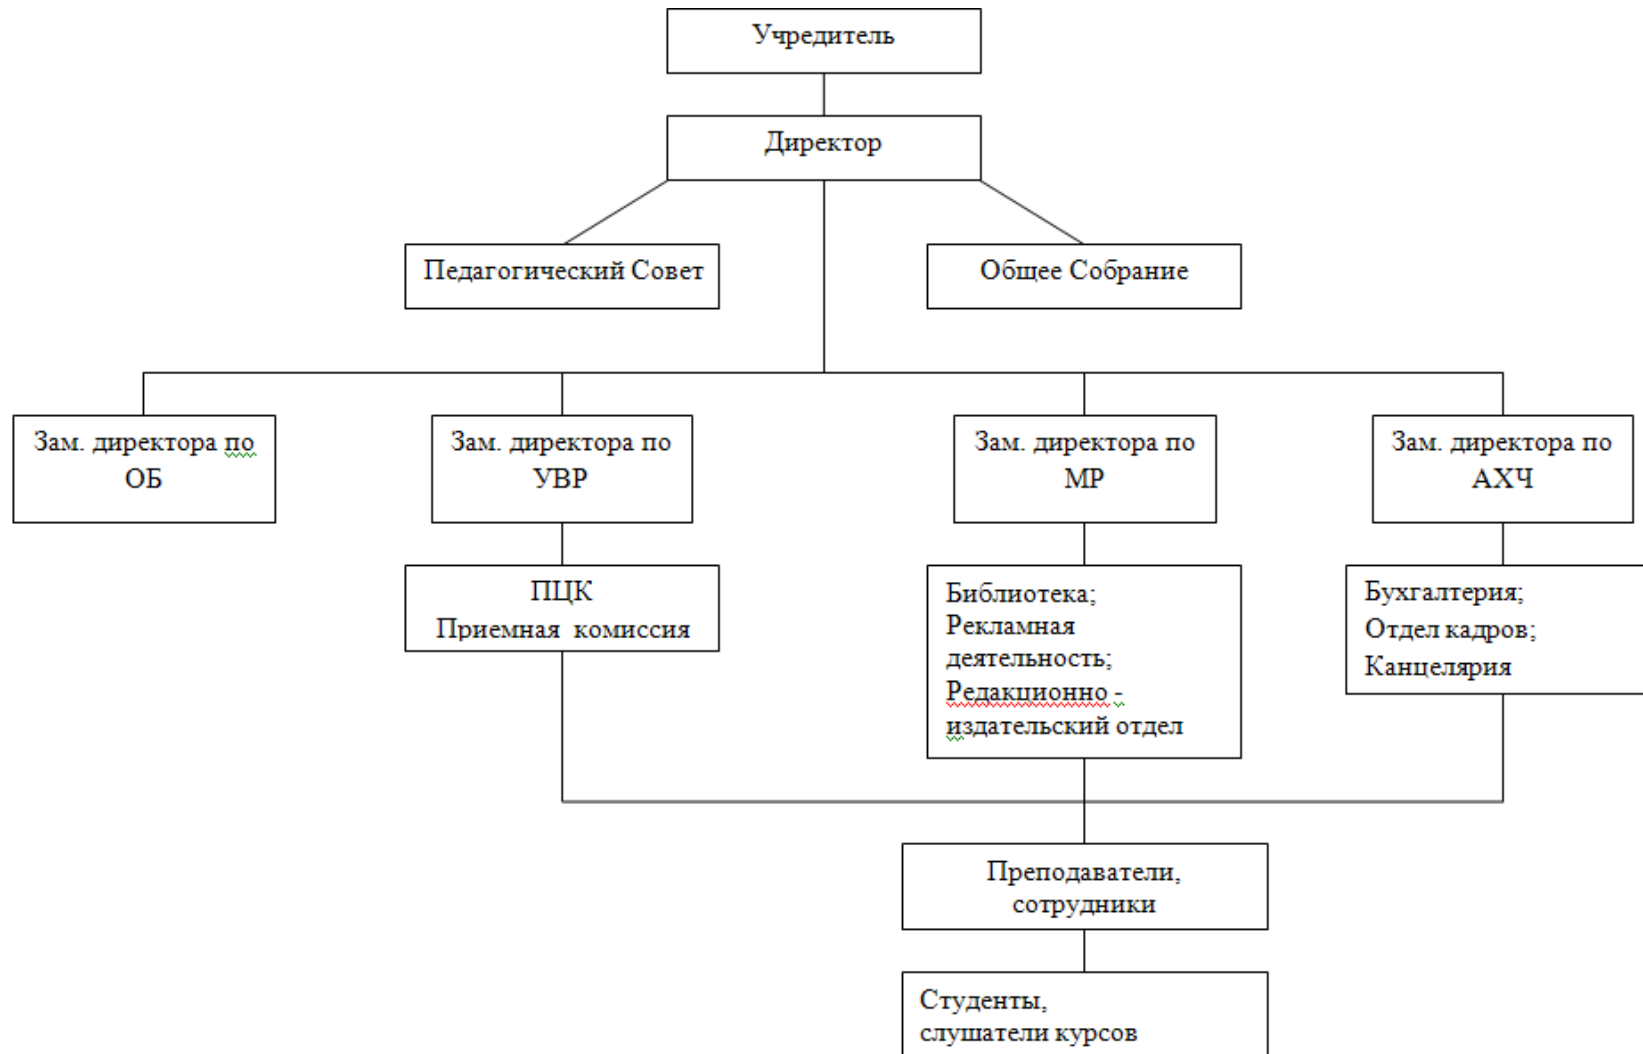 Учредитель
Директор
Педагогический Совет
Общее Собрание
Зам. директора по
ОБ
Зам. директора по
УВР
Зам. директора по
МР
Зам. директора по
АХЧ
ПЦК
Приемная комиссия
Библиотека;
Рекламная
деятельность;
Редакционно -
издательский отдел
Бухгалтерия;
Отдел кадров;
Канцелярия
Преподаватели,
сотрудники
Студенты,
слушатели курсов